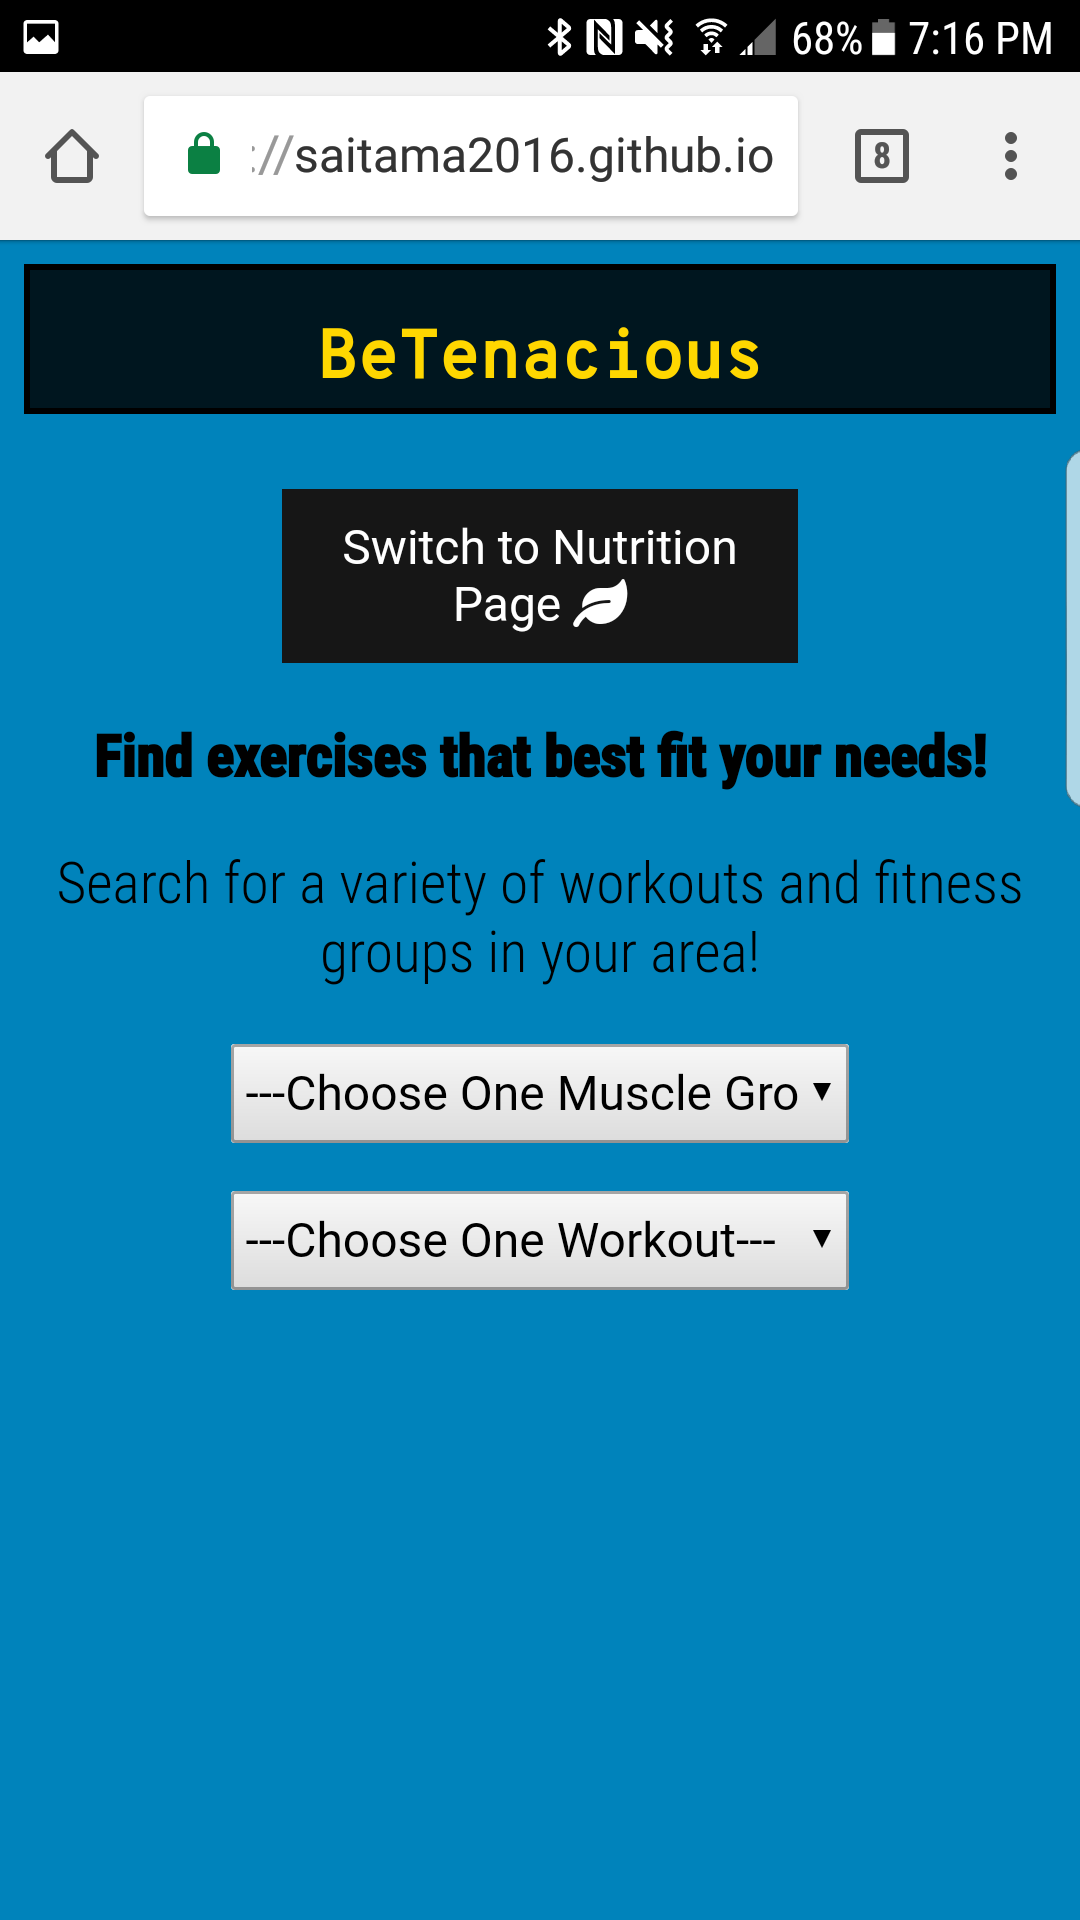 68% 7:16 PM
://saitama2016.github.io
8
BeTenacious
Switch to Nutrition
Page
Find exercises that best fit your needs!
Search for a variety of workouts and fitness
groups in your area!
---Choose One Muscle Gro
---Choose One Workout---